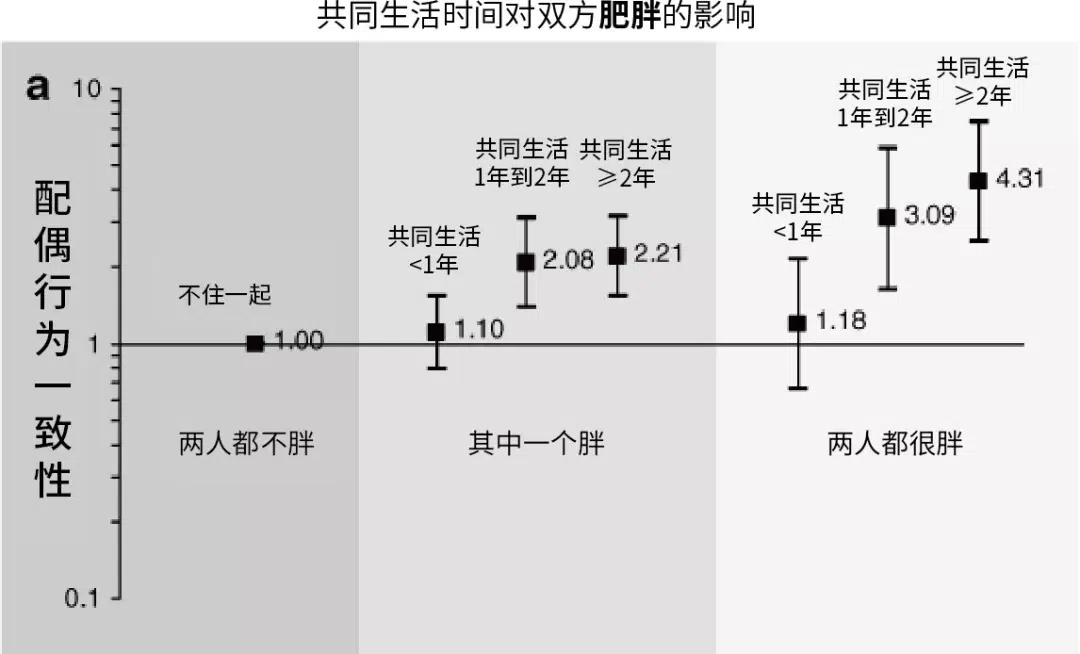 共同生活时间对双方肥胖的影响
a
10
1
0.1
配偶行为一致性
不住一起
1.00
两人都不胖
共同生活
<1年
1.10
共同生活
1年到2年
2.08
共同生活
≥2年
2.21
其中一个胖
共同生活
<1年
1.18
共同生活
1年到2年
3.09
共同生活
≥2年
4.31
两人都很胖